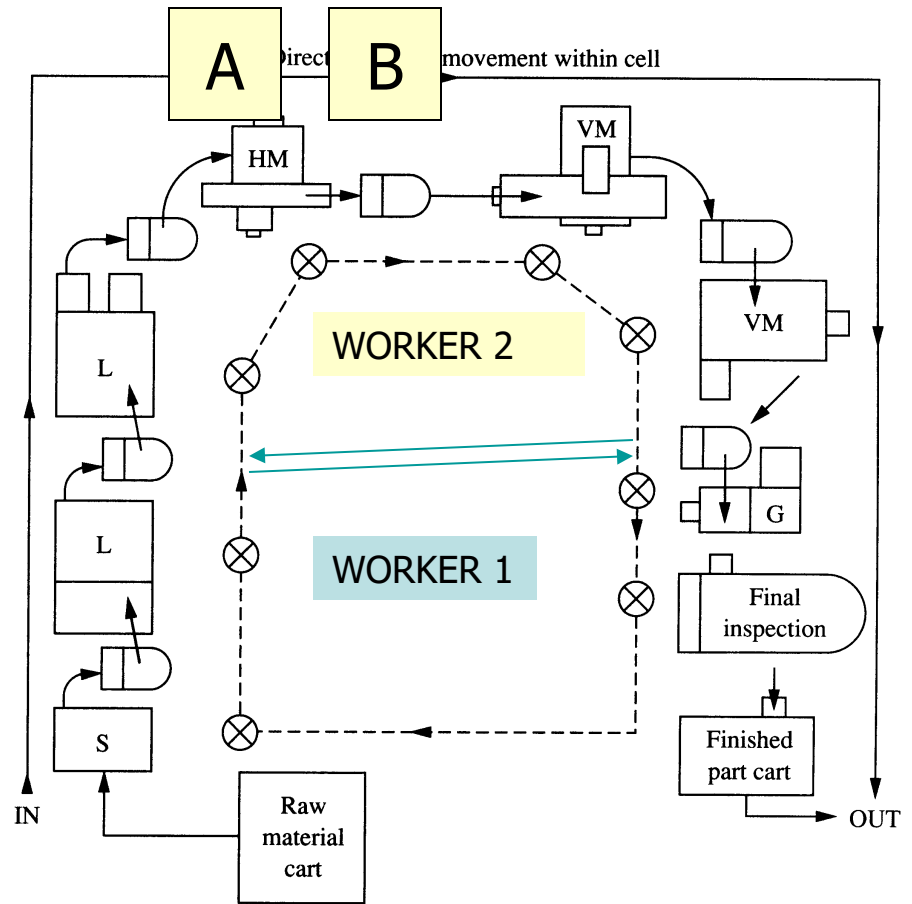 A
B
movement within cell
HM
VM
L
VM
WORKER 2
L
G
WORKER 1
Final
inspection
S
Finished
part cart
IN
Raw
material
cart
OUT